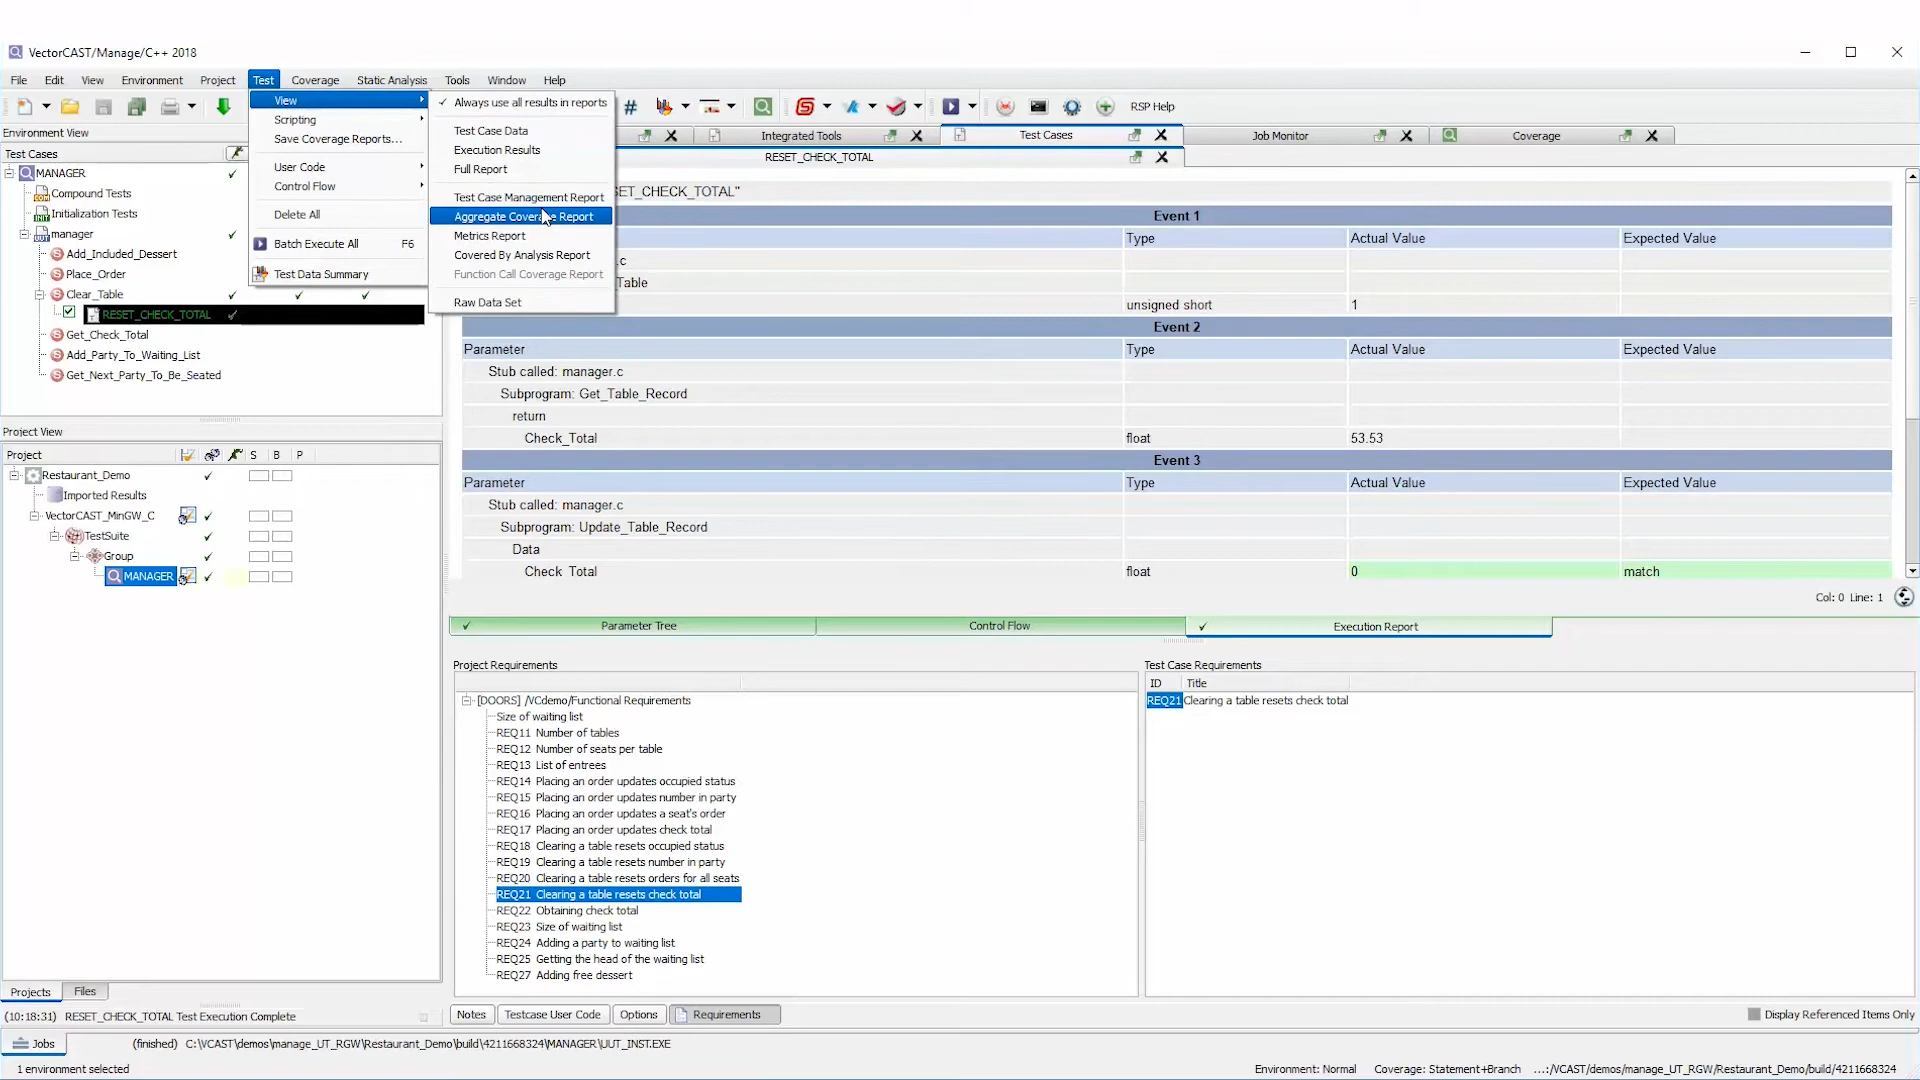 VectorCAST/Manage/C++ 2018
File Edit View Environment Project Test Coverage Static Analysis Tools Window Help
RSP Help
View
Scripting
Save Coverage Reports...
User Code
Control Flow
Delete All
Batch Execute All F6
Test Data Summary
✓ Always use all results in reports
Test Case Data
Execution Results
Full Report
Test Case Management Report
Aggregate Coverage Report
Metrics Report
Covered By Analysis Report
Function Call Coverage Report
Raw Data Set
Environment View
Test Cases
MANAGER
Compound Tests
Initialization Tests
manager
Add_Included_Dessert
Place_Order
Clear_Table
RESET_CHECK_TOTAL
Get_Check_Total
Add_Party_To_Waiting_List
Get_Next_Party_To_Be_Seated
Project View
Project S B P
Restaurant_Demo
Imported Results
VectorCAST_MinGW_C
TestSuite
Group
MANAGER
Projects Files
(10:18:31) RESET_CHECK_TOTAL Test Execution Complete
Integrated Tools Test Cases Job Monitor Coverage
RESET_CHECK_TOTAL
SET_CHECK_TOTAL"
Event 1
Type Actual Value Expected Value
.c
Table
unsigned short 1
Event 2
Parameter Type Actual Value Expected Value
Stub called: manager.c
Subprogram: Get_Table_Record
return
Check_Total float 53.53
Event 3
Parameter Type Actual Value Expected Value
Stub called: manager.c
Subprogram: Update_Table_Record
Data
Check_Total float 0 match
Col: 0 Line: 1
Parameter Tree Control Flow Execution Report
Project Requirements
[DOORS] /VCdemo/Functional Requirements
Size of waiting list
REQ11 Number of tables
REQ12 Number of seats per table
REQ13 List of entrees
REQ14 Placing an order updates occupied status
REQ15 Placing an order updates number in party
REQ16 Placing an order updates a seat's order
REQ17 Placing an order updates check total
REQ18 Clearing a table resets occupied status
REQ19 Clearing a table resets number in party
REQ20 Clearing a table resets orders for all seats
REQ21 Clearing a table resets check total
REQ22 Obtaining check total
REQ23 Size of waiting list
REQ24 Adding a party to waiting list
REQ25 Getting the head of the waiting list
REQ27 Adding free dessert
Test Case Requirements
ID Title
REQ21 Clearing a table resets check total
Notes Testcase User Code Options Requirements
Display Referenced Items Only
Jobs (finished) C:\VCAST\demos\manage_UT_RGW\Restaurant_Demo\build\4211668324\MANAGER\UUT_INST.EXE
1 environment selected Environment: Normal Coverage: Statement+Branch ...:/VCAST/demos/manage_UT_RGW/Restaurant_Demo/build/4211668324